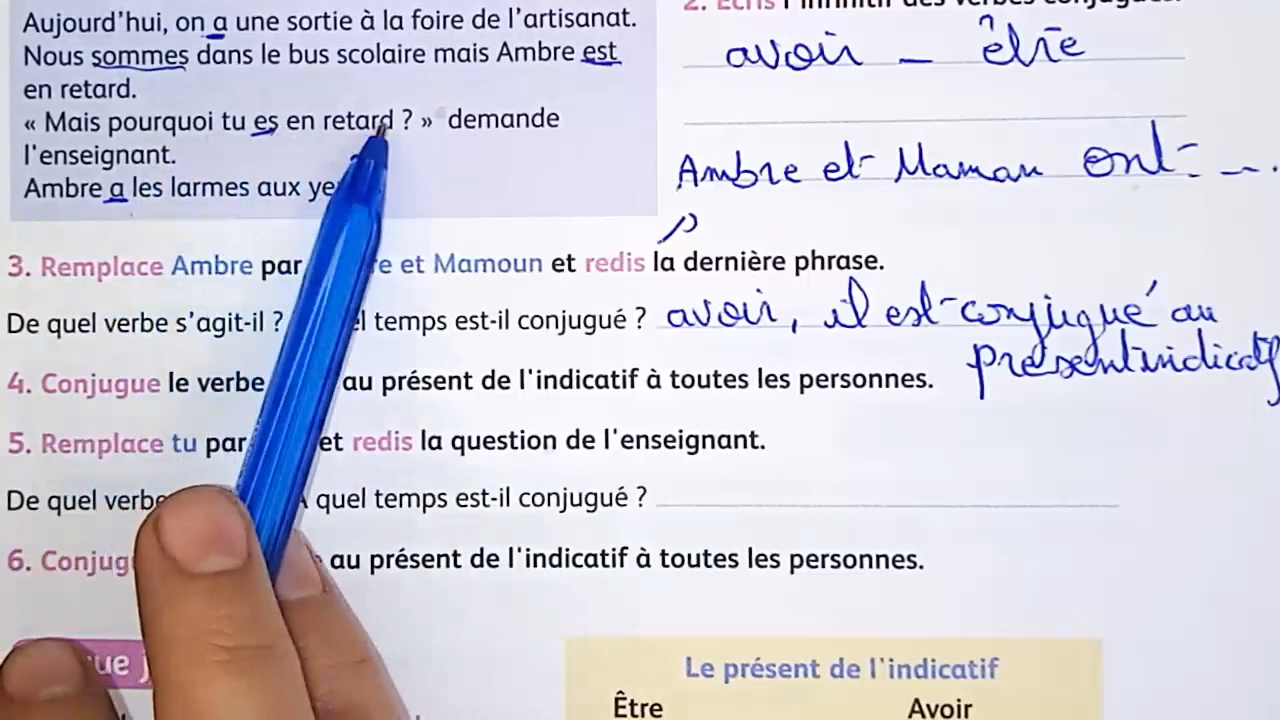 Aujourd'hui, on a une sortie à la foire de l'artisanat.
Nous sommes dans le bus scolaire mais Ambre est
en retard.
« Mais pourquoi tu es en retard ? » demande
l'enseignant.
Ambre a les larmes aux
2. Écris l'infinitif des verbes
avoir - être
Ambre et Maman ont ....
3. Remplace Ambre par et Mamoun et redis la dernière phrase.
De quel verbe s'agit-il ? temps est-il conjugué ? avoir, il est conjugué au
présent indicatif
4. Conjugue le verbe au présent de l'indicatif à toutes les personnes.
5. Remplace tu par et redis la question de l'enseignant.
De quel verbe quel temps est-il conjugué ?
6. au présent de l'indicatif à toutes les personnes.
Le présent de l'indicatif
Être Avoir